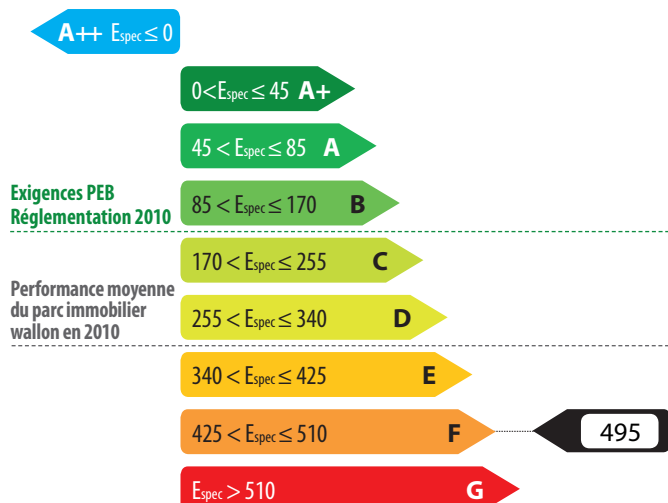 A++ Espec ≤ 0
0<Espec ≤ 45 A+
45 < Espec ≤ 85 A
Exigences PEB
Réglementation 2010
85 < Espec ≤ 170 B
170 < Espec ≤ 255 C
Performance moyenne
du parc immobilier
wallon en 2010
255 < Espec ≤ 340 D
340 < Espec ≤ 425 E
425 < Espec ≤ 510 F
495
Espec > 510 G